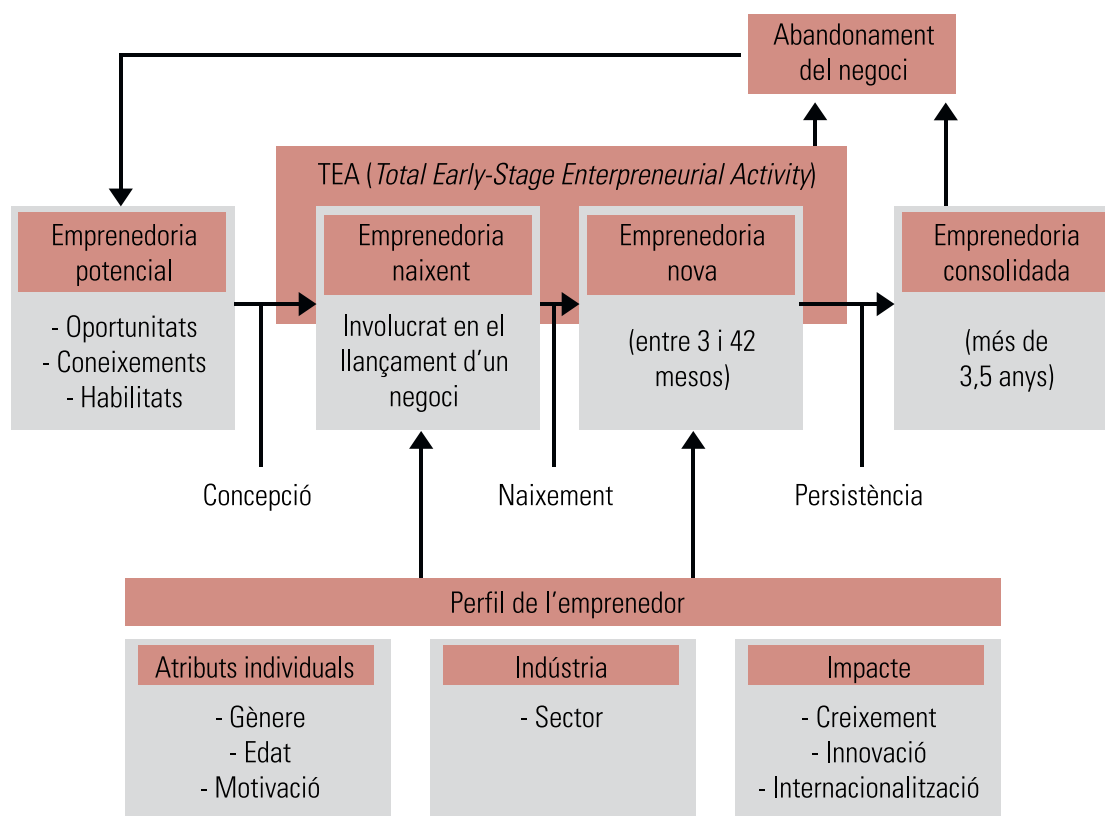 Abandonament
del negoci
TEA (Total Early-Stage Enterpreneurial Activity)
Emprenedoria
potencial
- Oportunitats
- Coneixements
- Habilitats
Emprenedoria
naixent
Involucrat en el
llançament d'un
negoci
Emprenedoria
nova
(entre 3 i 42
mesos)
Emprenedoria
consolidada
(més de
3,5 anys)
Concepció
Naixement
Persistència
Perfil de l'emprenedor
Atributs individuals
- Gènere
- Edat
- Motivació
Indústria
- Sector
Impacte
- Creixement
- Innovació
- Internacionalització